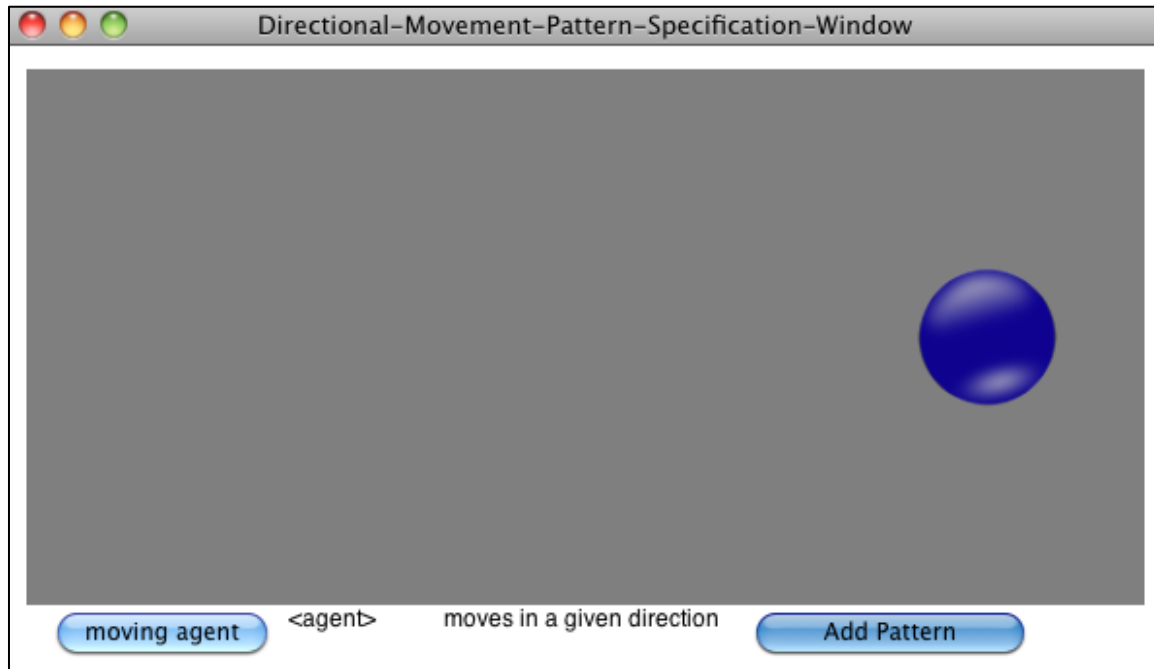 Directional-Movement-Pattern-Specification-Window
moving agent <agent> moves in a given direction Add Pattern